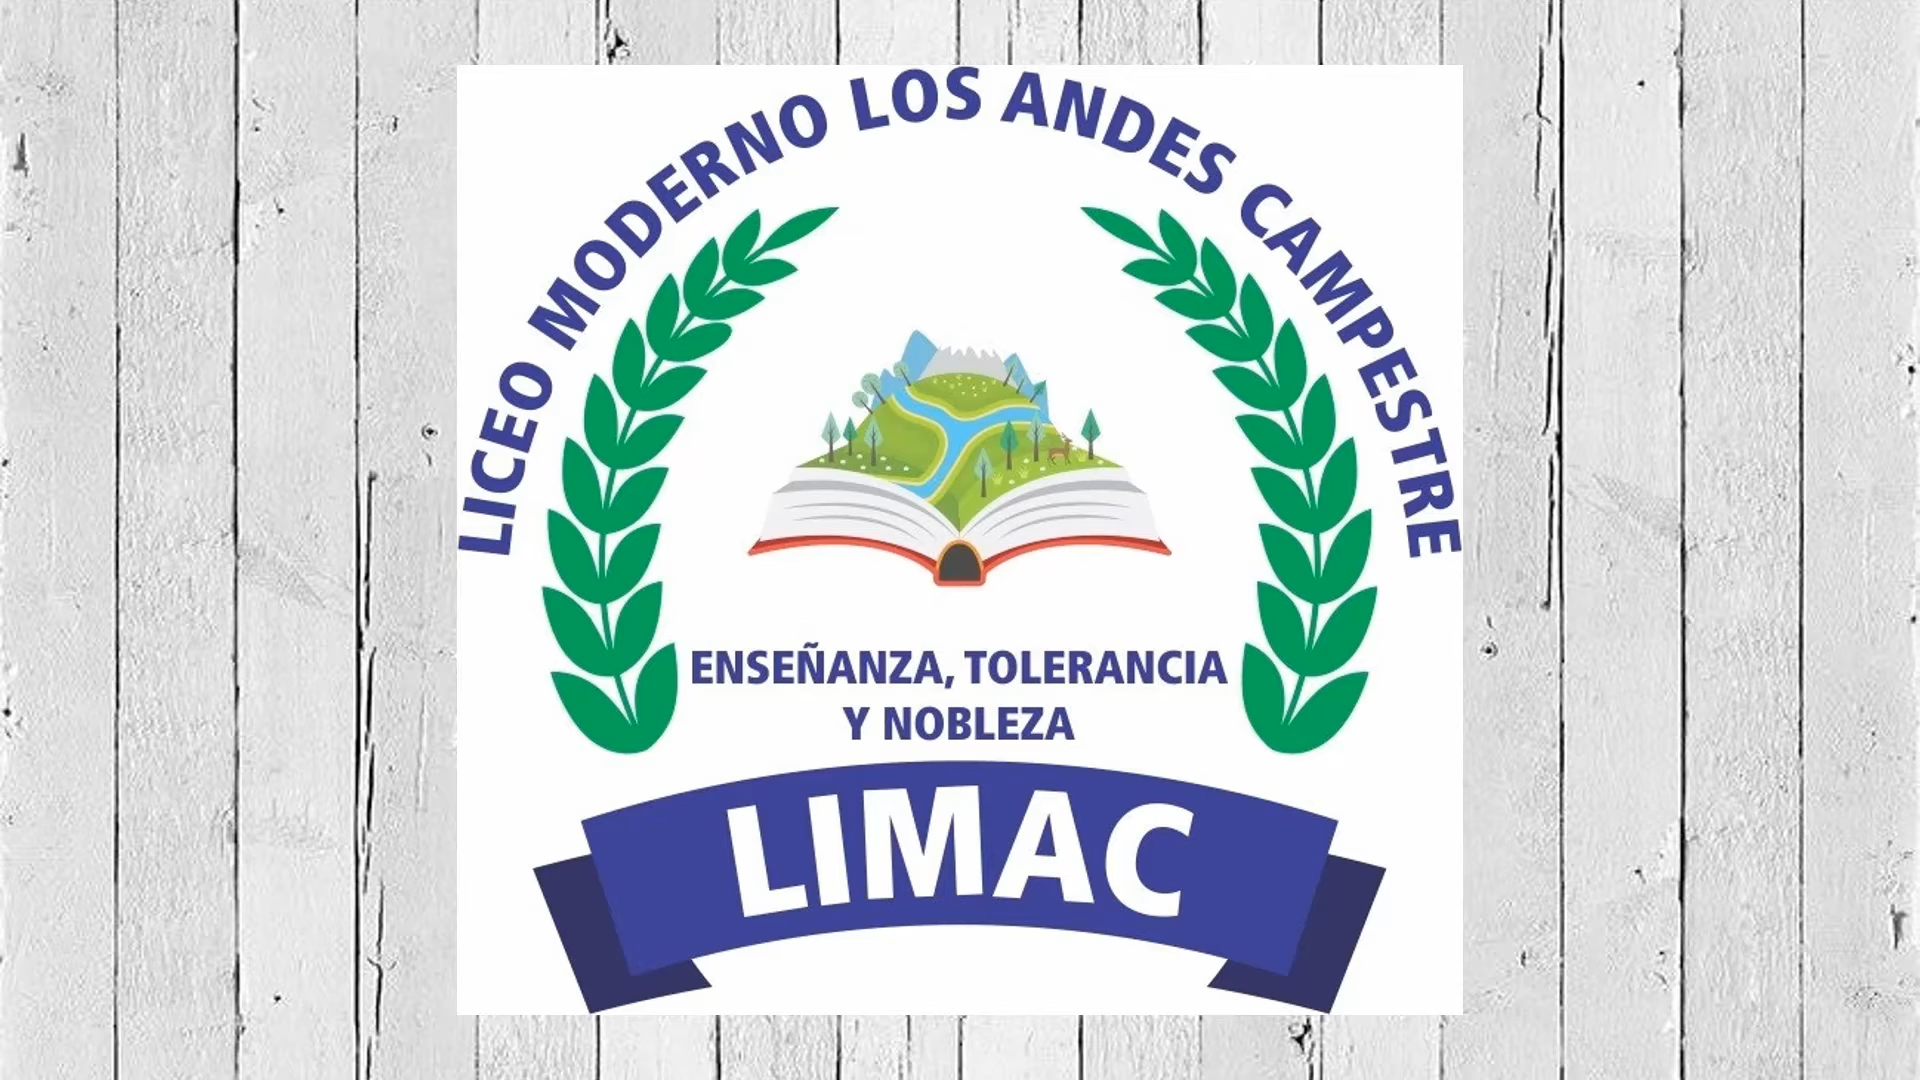 LICEO MODERNO LOS ANDES CAMPESTRE
ENSEÑANZA, TOLERANCIA
Y NOBLEZA
LIMAC